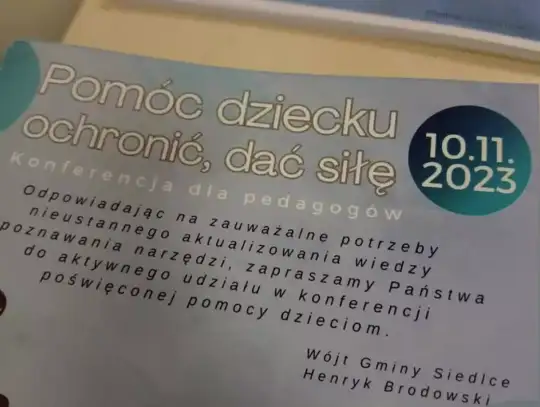 Pomóc dziecku
ochronić, dać siłę
10.11.
2023
Konferencja dla pedagogów
Odpowiadając na zauważalne potrzeby
nieustannego aktualizowania wiedzy
poznawania narzędzi, zapraszamy Państwa
do aktywnego udziału w konferencji
poświęconej pomocy dzieciom.
Wójt Gminy Siedlce
Henryk Brodowski